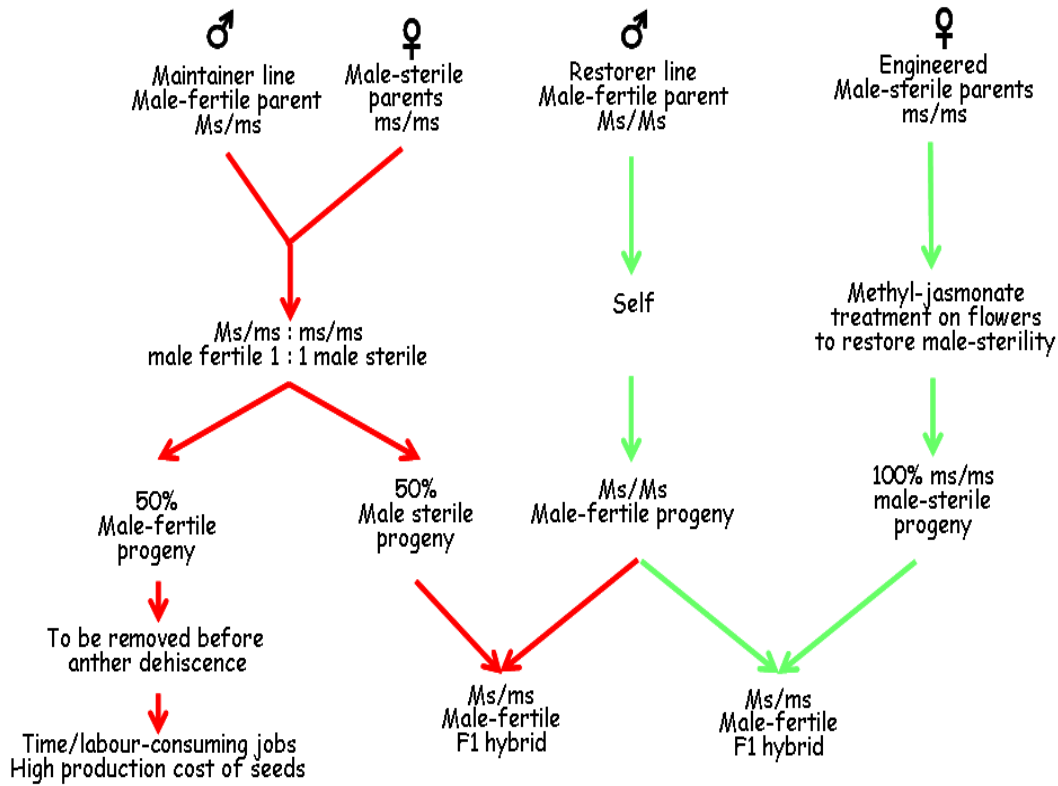 ♂
Maintainer line
Male-fertile parent
Ms/ms
♀
Male-sterile
parents
ms/ms
♂
Restorer line
Male-fertile parent
Ms/Ms
♀
Engineered
Male-sterile parents
ms/ms
Ms/ms : ms/ms
male fertile 1 : 1 male sterile
Self
Methyl-jasmonate
treatment on flowers
to restore male-sterility
50%
Male-fertile
progeny
50%
Male sterile
progeny
Ms/Ms
Male-fertile progeny
100% ms/ms
male-sterile
progeny
To be removed before
anther dehiscence
Time/labour-consuming jobs
High production cost of seeds
Ms/ms
Male-fertile
F1 hybrid
Ms/ms
Male-fertile
F1 hybrid